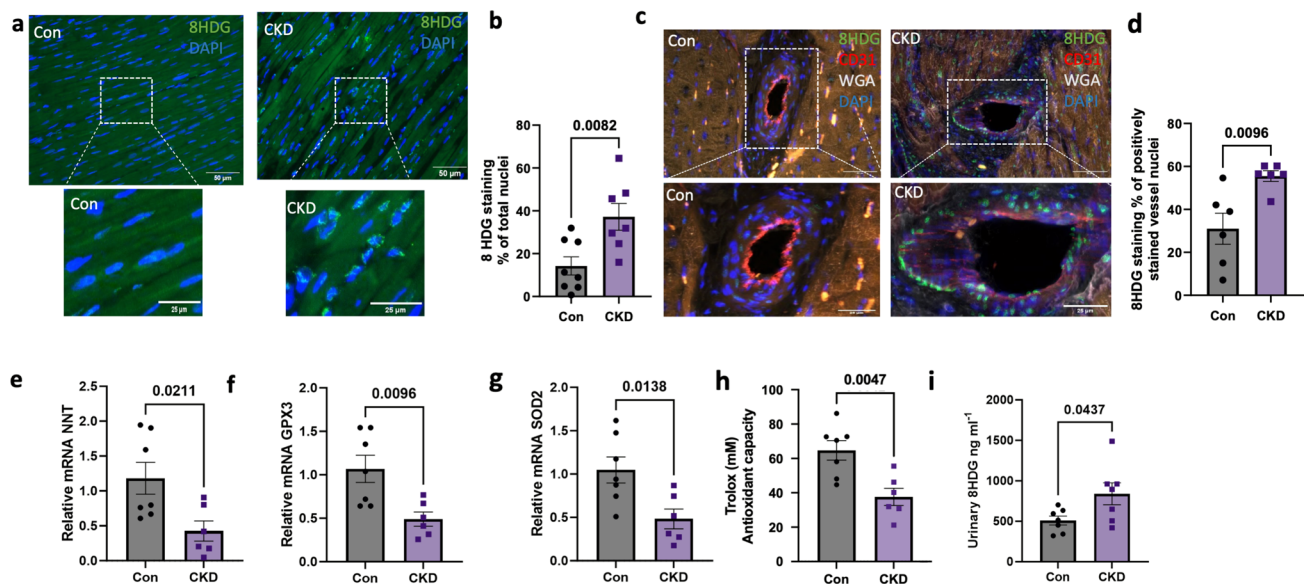 a
Con
8HDG
DAPI
50 µm
CKD
8HDG
DAPI
50 µm
Con
25 µm
CKD
25 µm
b
8 HDG staining
% of total nuclei
80
60
40
20
0
0.0082
Con
CKD
c
Con
8HDG
CD31
WGA
DAPI
CKD
8HDG
CD31
WGA
DAPI
Con
CKD
25 µm
d
8HDG staining % of positively
stained vessel nuclei
80
60
40
20
0
0.0096
Con
CKD
e
Relative mRNA NNT
2.5
2.0
1.5
1.0
0.5
0.0
0.0211
Con
CKD
f
Relative mRNA GPX3
2.0
1.5
1.0
0.5
0.0
0.0096
Con
CKD
g
Relative mRNA SOD2
2.0
1.5
1.0
0.5
0.0
0.0138
Con
CKD
h
Trolox (mM)
Antioxidant capacity
100
80
60
40
20
0
0.0047
Con
CKD
i
Urinary 8HDG ng ml⁻¹
2000
1500
1000
500
0
0.0437
Con
CKD